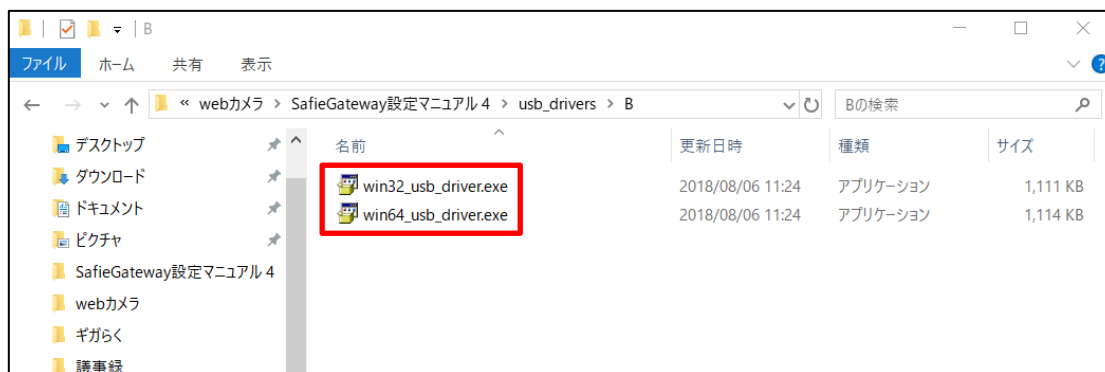 B
ファイル ホーム 共有 表示
« webカメラ > SafieGateway設定マニュアル 4 > usb_drivers > B Bの検索
デスクトップ 名前 更新日時 種類 サイズ
ダウンロード win32_usb_driver.exe 2018/08/06 11:24 アプリケーション 1,111 KB
ドキュメント win64_usb_driver.exe 2018/08/06 11:24 アプリケーション 1,114 KB
ピクチャ
SafieGateway設定マニュアル 4
webカメラ
ギガらく
議事録